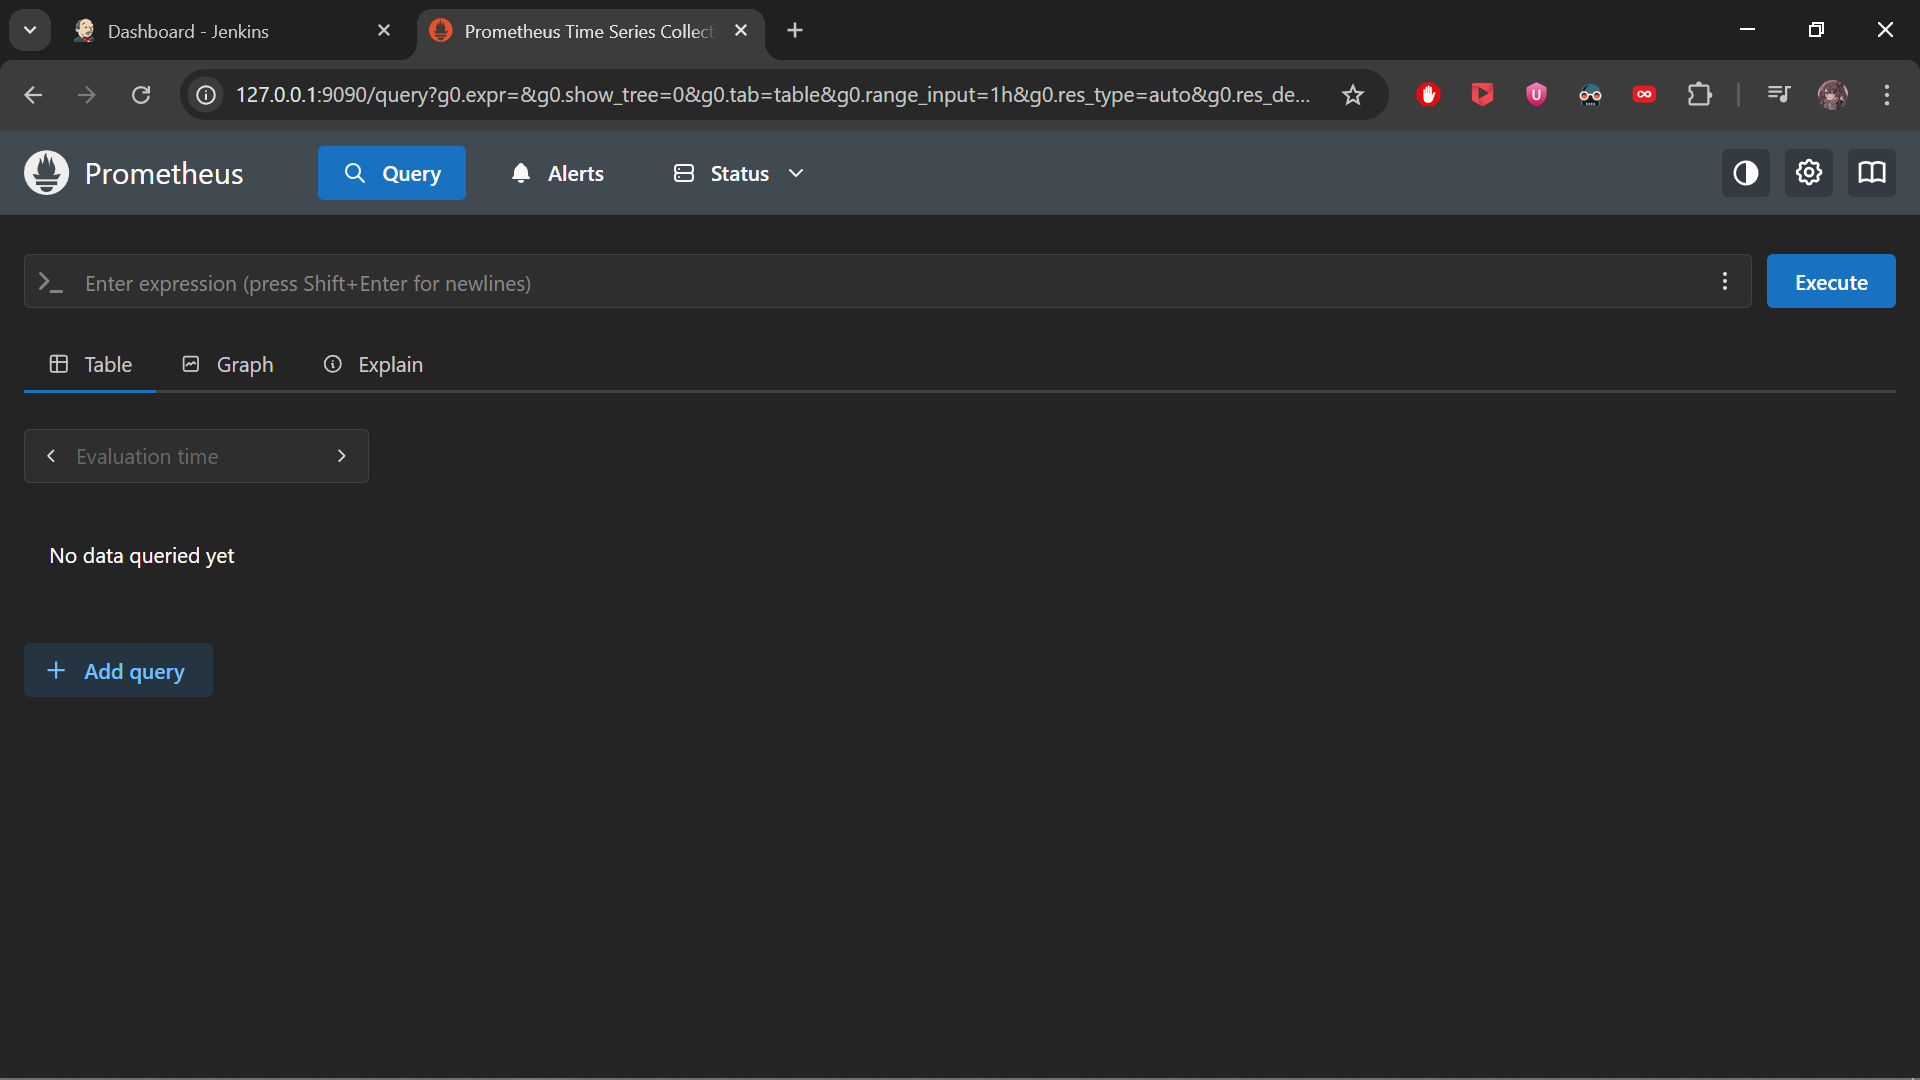 Dashboard - Jenkins
Prometheus Time Series Collect
127.0.0.1:9090/query?g0.expr=&g0.show_tree=0&g0.tab=table&g0.range_input=1h&g0.res_type=auto&g0.res_de...
Prometheus
Query
Alerts
Status
Enter expression (press Shift+Enter for newlines)
Execute
Table
Graph
Explain
Evaluation time
No data queried yet
Add query